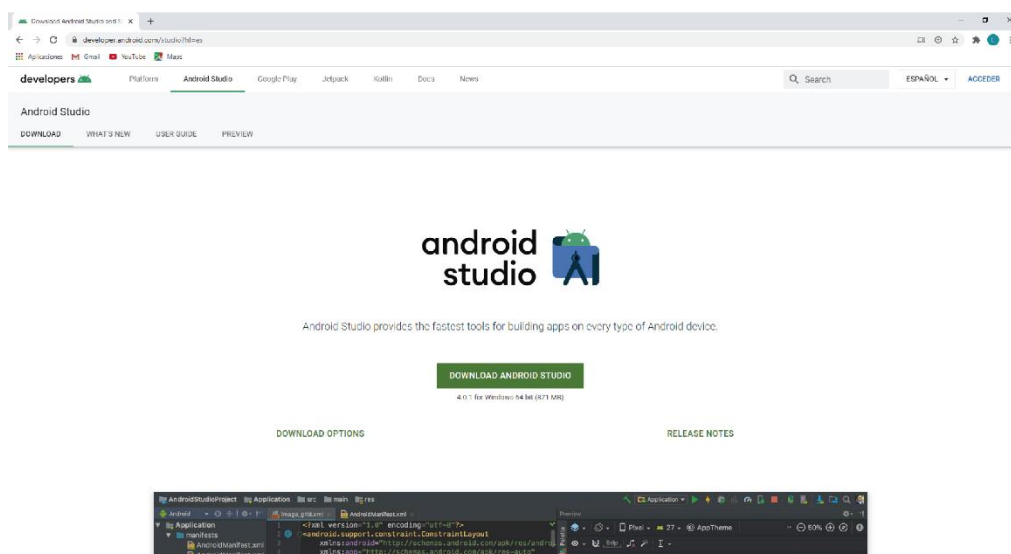 Download Android Studio and S
developer.android.com/studio?hl=es
Aplicaciones Gmail YouTube Maps
developers Platform Android Studio Google Play Jetpack Kotlin Docs News Search ESPAÑOL ACCEDER
Android Studio
DOWNLOAD WHAT'S NEW USER GUIDE PREVIEW
android
studio
Android Studio provides the fastest tools for building apps on every type of Android device.
DOWNLOAD ANDROID STUDIO
4.0.1 for Windows 64-bit (871 MB)
DOWNLOAD OPTIONS RELEASE NOTES
AndroidStudioProject Application src main res Application
Android AndroidManifest.xml Preview
Application 1 <?xml version="1.0" encoding="utf-8"?> Pixel 27 AppTheme 60%
manifests 2 <android.support.constraint.ConstraintLayout
AndroidManifest.xml xmlns:android="http://schemas.android.com/apk/res/andro
xmlns:app="http://schemas.android.com/apk/res-auto"